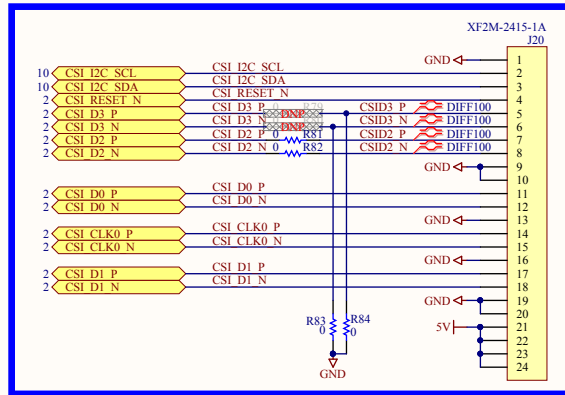 XF2M-2415-1A
J20
GND 1
10 CSI I2C SCL CSI I2C SCL 2
10 CSI I2C SDA CSI I2C SDA 3
2 CSI RESET N CSI RESET N 4
2 CSI D3 P CSI D3 P DNP CSID3 P DIFF100 5
2 CSI D3 N CSI D3 N DNP CSID3 N DIFF100 6
2 CSI D2 P CSI D2 P 0 R81 CSID2 P DIFF100 7
2 CSI D2 N CSI D2 N 0 R82 CSID2 N DIFF100 8
GND 9
10
2 CSI D0 P CSI D0 P 11
2 CSI D0 N CSI D0 N 12
GND 13
2 CSI CLK0 P CSI CLK0 P 14
2 CSI CLK0 N CSI CLK0 N 15
GND 16
2 CSI D1 P CSI D1 P 17
2 CSI D1 N CSI D1 N 18
GND 19
20
R83 R84 5V 21
0 0 22
23
GND 24